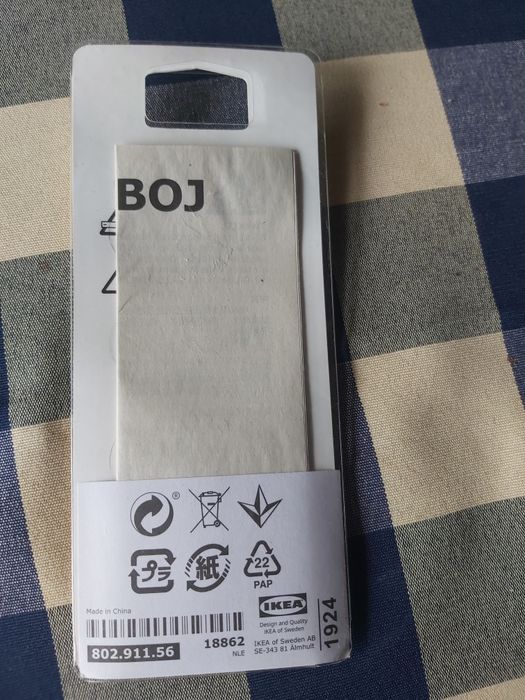 BOJ
プラ
紙
22
PAP
Made in China
802.911.56
18862
NLE
IKEA
Design and Quality
IKEA of Sweden
IKEA of Sweden AB
SE-343 81 Älmhult
1924